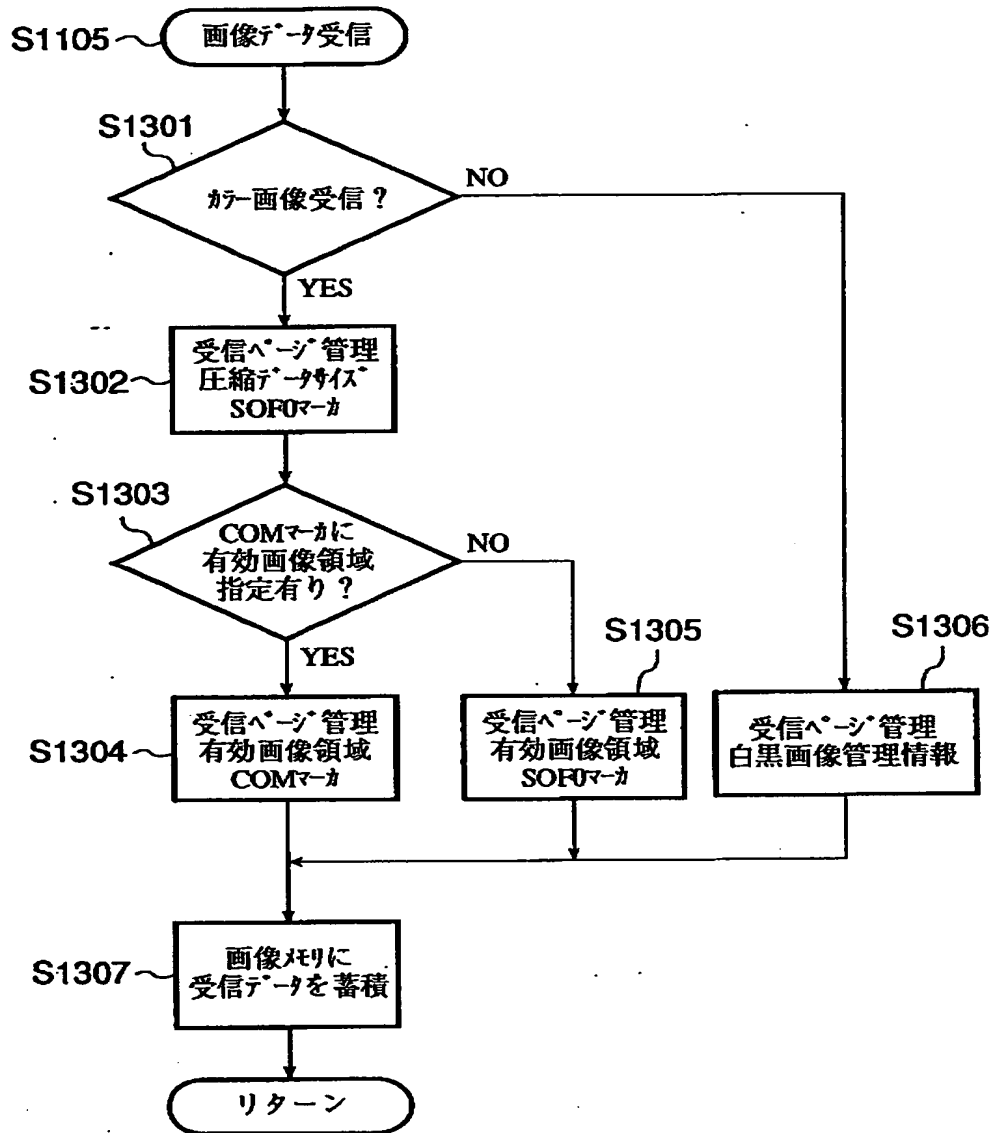 S1105
画像データ受信
S1301
カラー画像受信？
NO
YES
S1302
受信ページ管理
圧縮データサイズ
SOF0マーカ
S1303
COMマーカに
有効画像領域
指定有り？
NO
YES
S1304
受信ページ管理
有効画像領域
COMマーカ
S1305
受信ページ管理
有効画像領域
SOF0マーカ
S1306
受信ページ管理
白黒画像管理情報
S1307
画像メモリに
受信データを蓄積
リターン